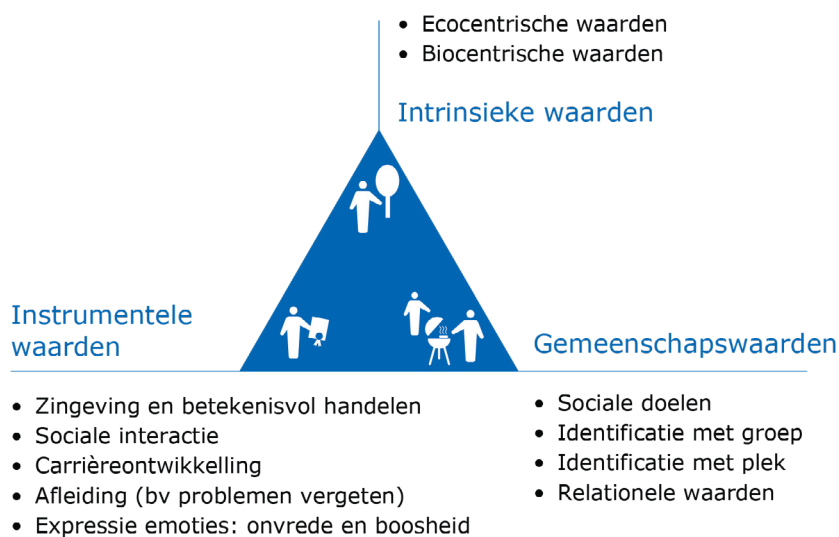 • Ecocentrische waarden
• Biocentrische waarden
Intrinsieke waarden
Instrumentele
waarden
• Zingeving en betekenisvol handelen
• Sociale interactie
• Carrièreontwikkelling
• Afleiding (bv problemen vergeten)
• Expressie emoties: onvrede en boosheid
Gemeenschapswaarden
• Sociale doelen
• Identificatie met groep
• Identificatie met plek
• Relationele waarden